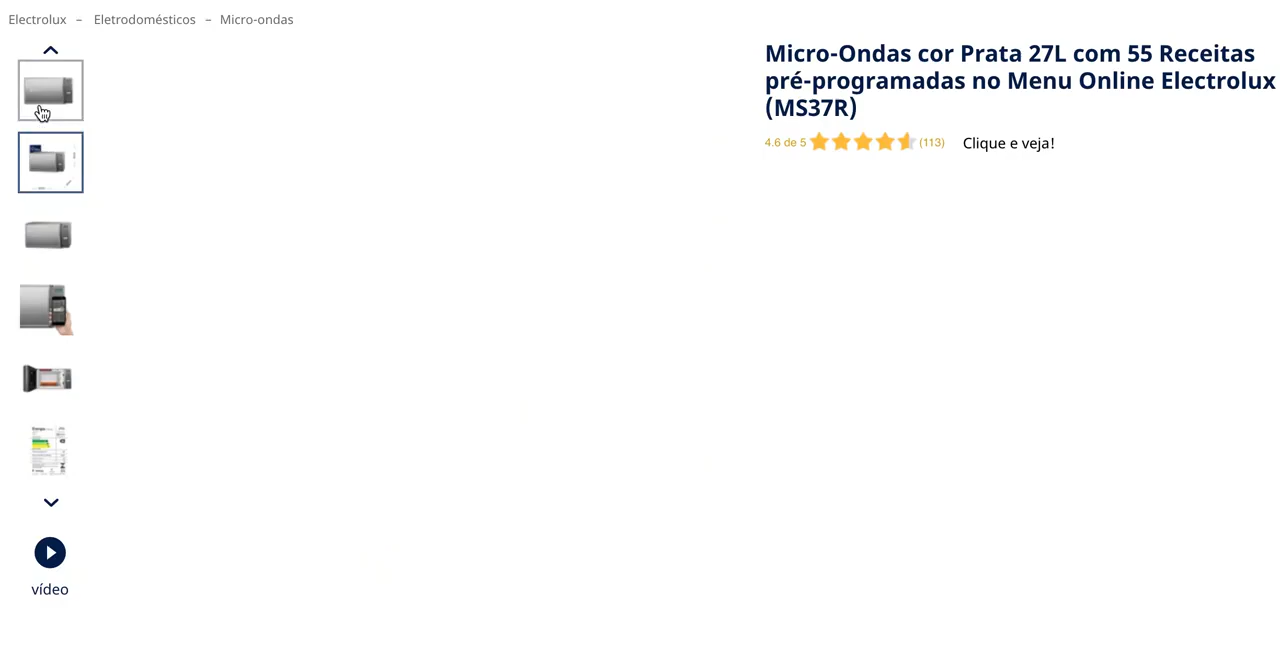 Electrolux – Eletrodomésticos – Micro-ondas
Micro-Ondas cor Prata 27L com 55 Receitas
pré-programadas no Menu Online Electrolux
(MS37R)
4.6 de 5 (113) Clique e veja!
vídeo